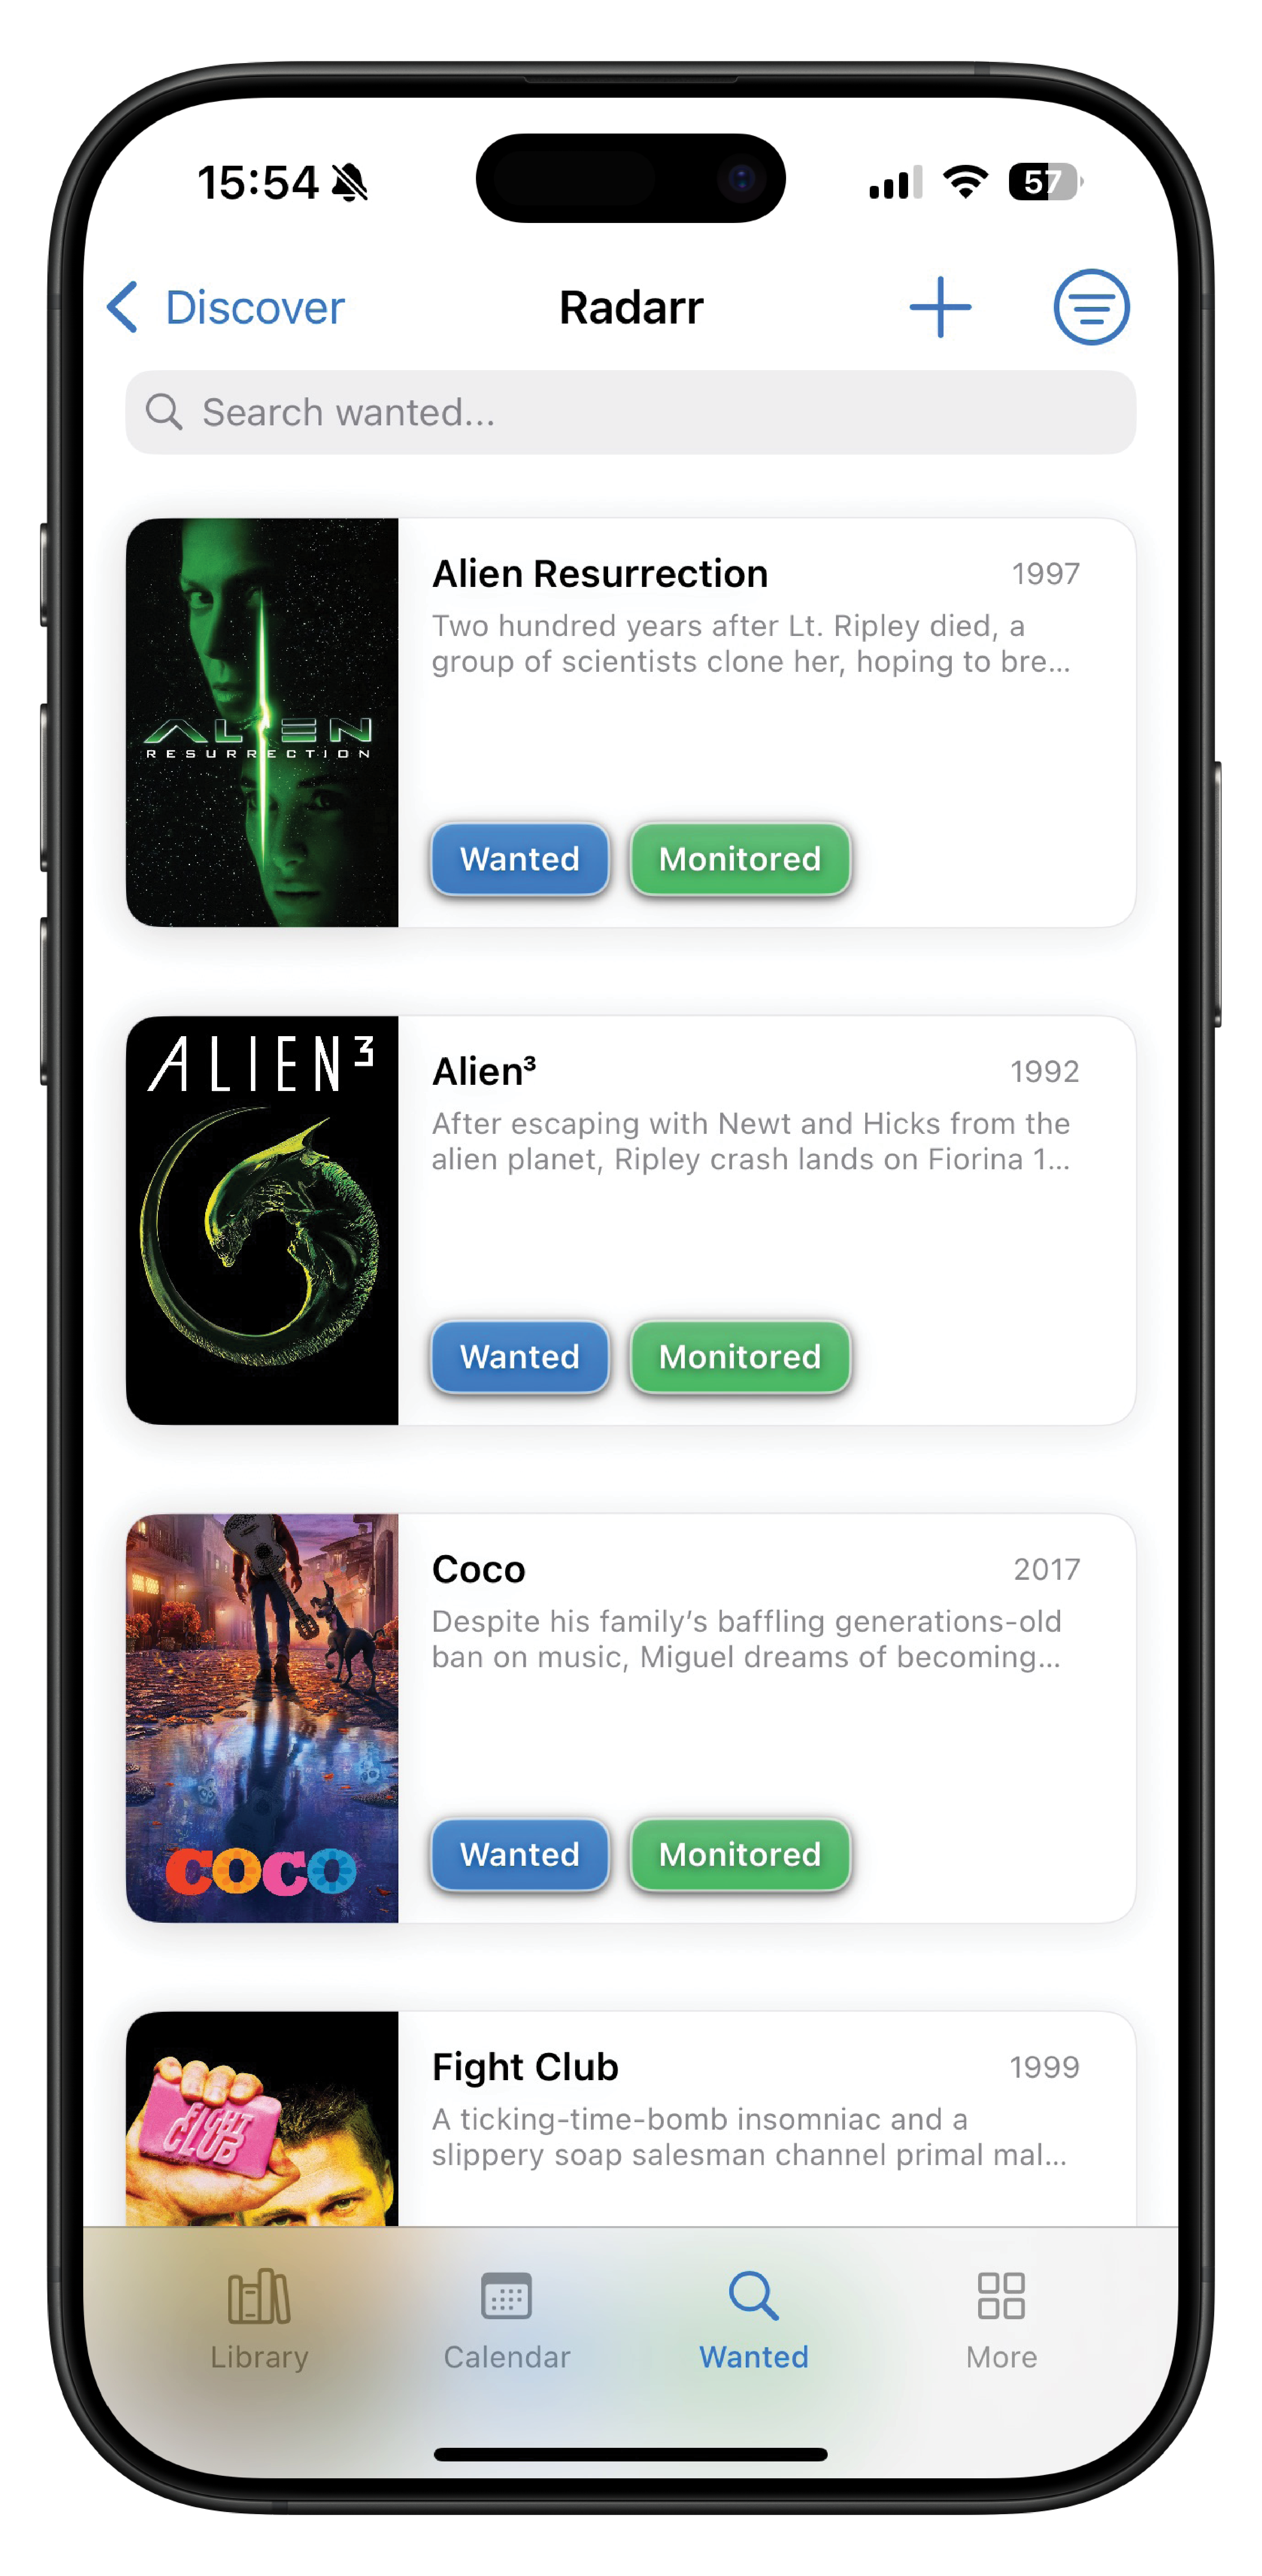 15:54
57
Discover
Radarr
Search wanted...
ALIEN
RESURRECTION
Alien Resurrection
1997
Two hundred years after Lt. Ripley died, a
group of scientists clone her, hoping to bre...
Wanted
Monitored
ALIEN³
Alien³
1992
After escaping with Newt and Hicks from the
alien planet, Ripley crash lands on Fiorina 1...
Wanted
Monitored
COCO
Coco
2017
Despite his family’s baffling generations-old
ban on music, Miguel dreams of becoming...
Wanted
Monitored
FIGHT
CLUB
Fight Club
1999
A ticking-time-bomb insomniac and a
slippery soap salesman channel primal mal...
Library
Calendar
Wanted
More